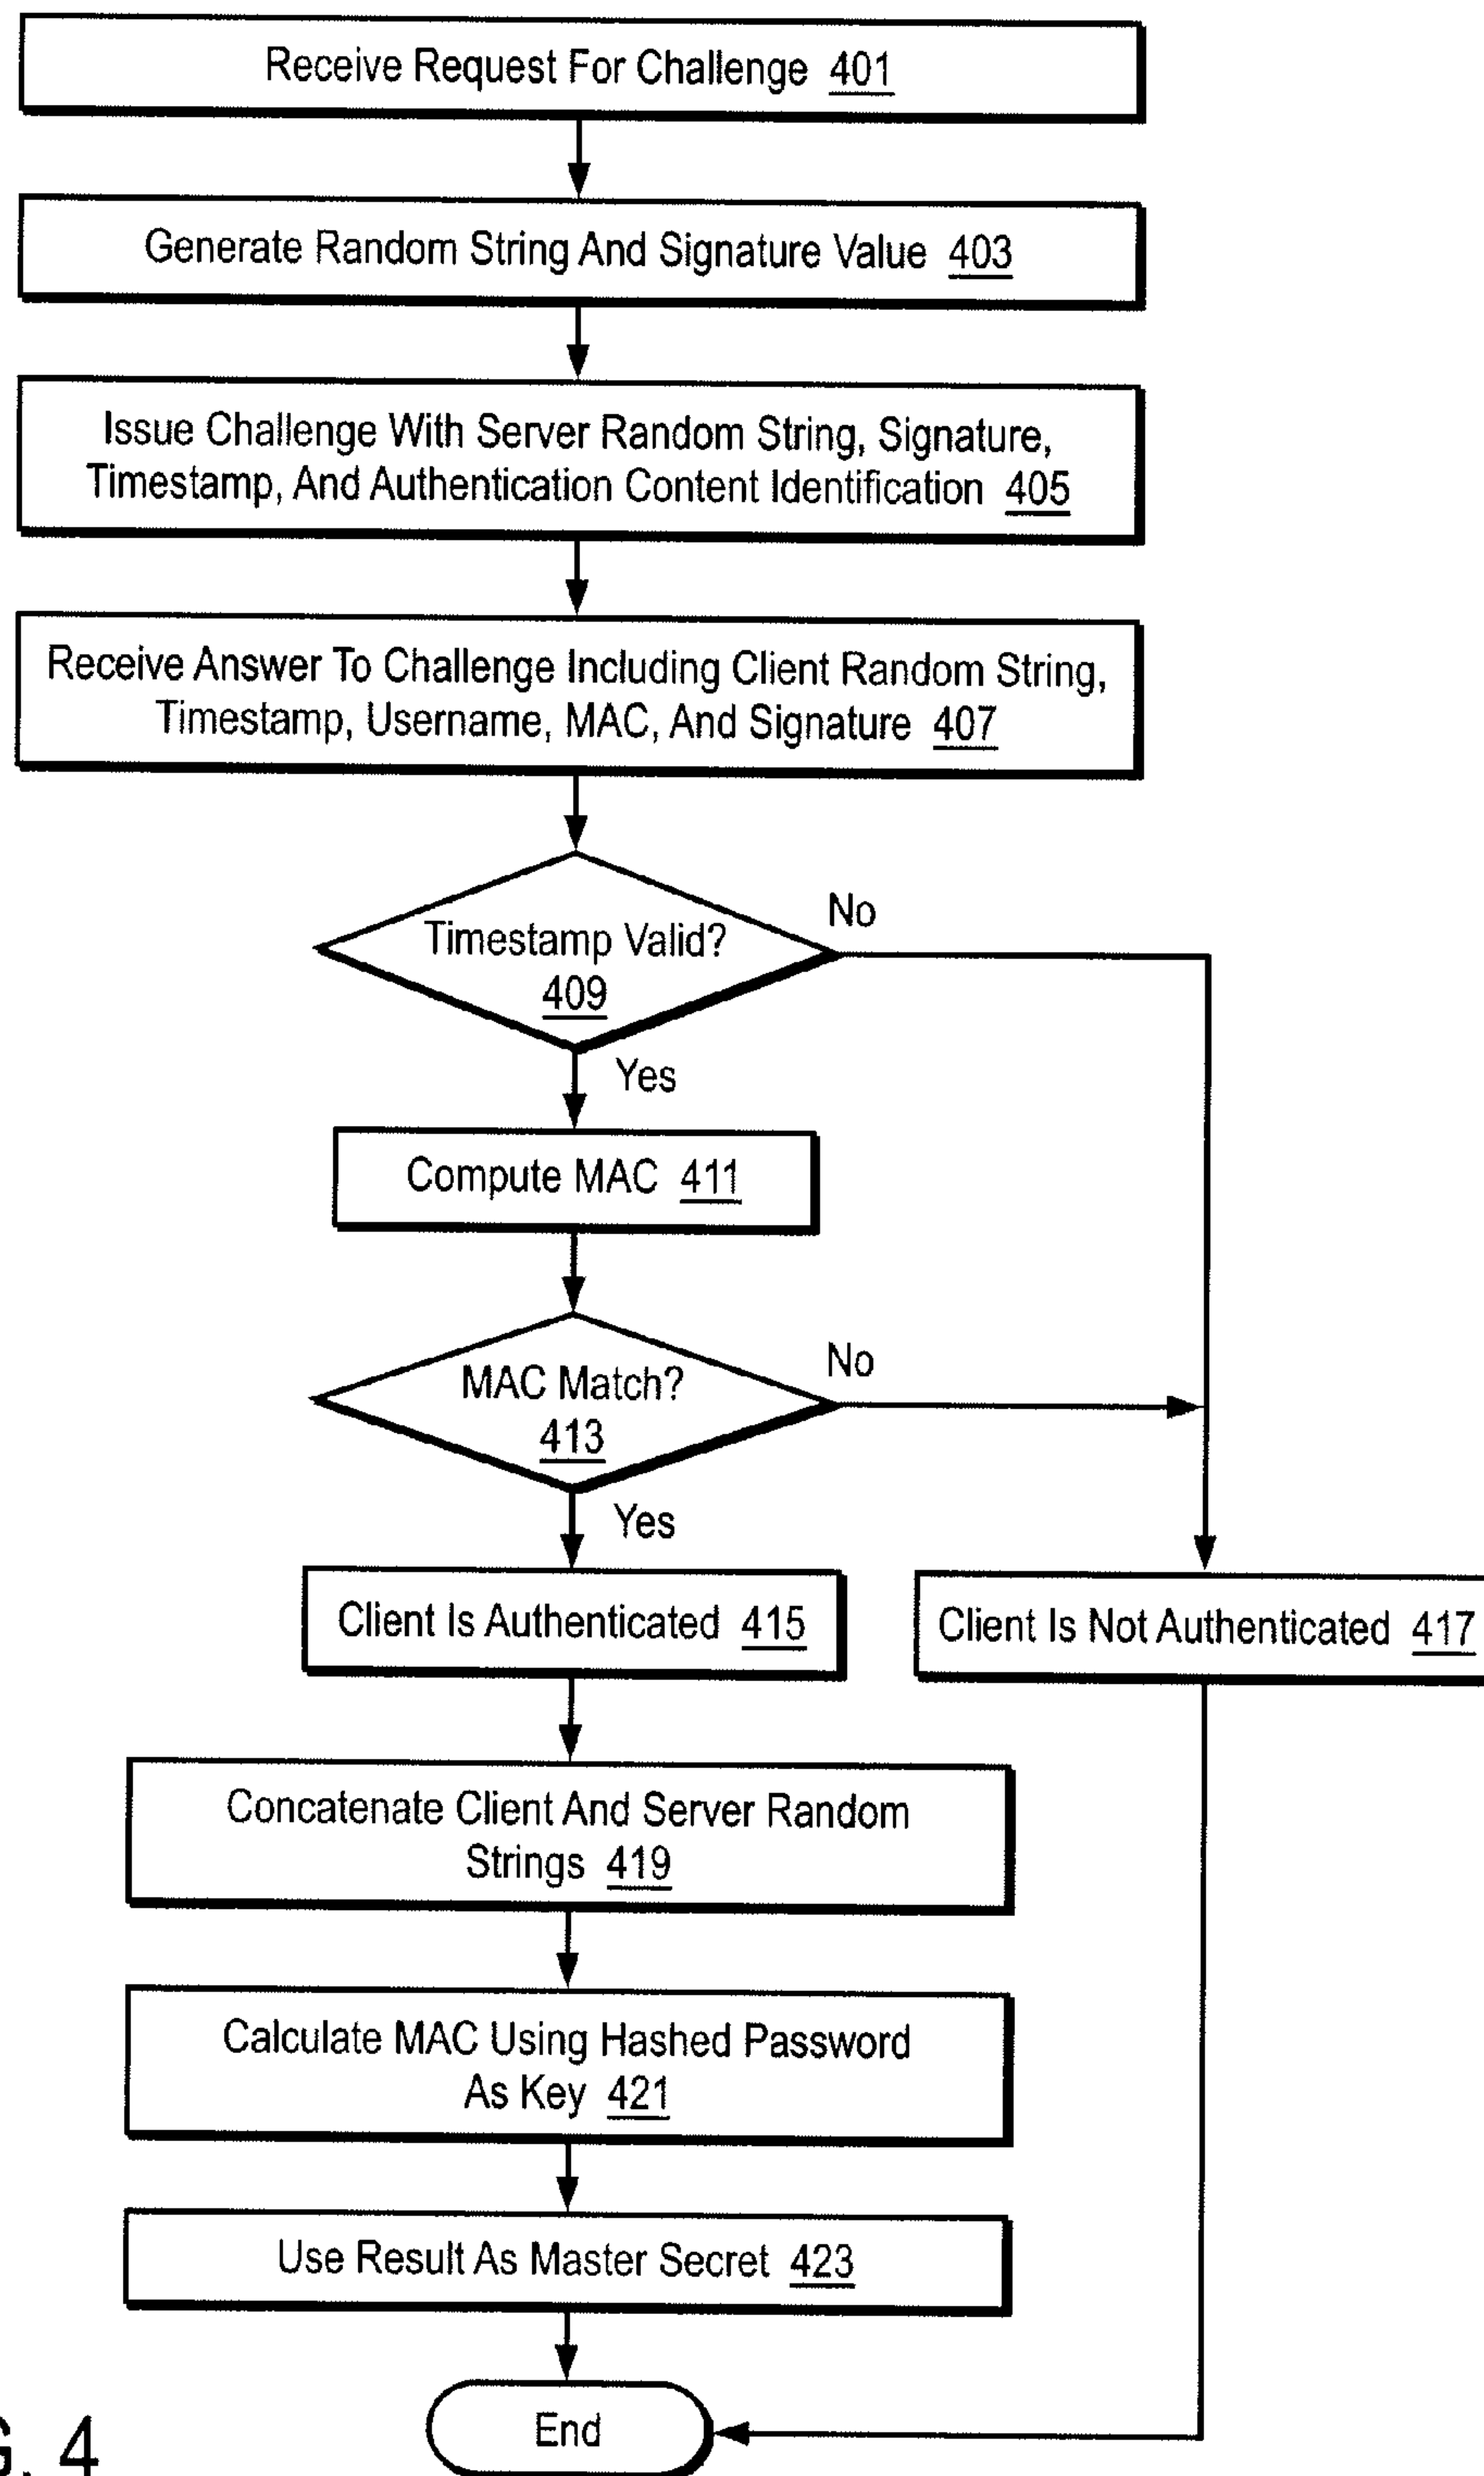 Receive Request For Challenge 401
Generate Random String And Signature Value 403
Issue Challenge With Server Random String, Signature,
Timestamp, And Authentication Content Identification 405
Receive Answer To Challenge Including Client Random String,
Timestamp, Username, MAC, And Signature 407
Timestamp Valid?
409
No
Yes
Compute MAC 411
MAC Match?
413
No
Yes
Client Is Authenticated 415
Client Is Not Authenticated 417
Concatenate Client And Server Random
Strings 419
Calculate MAC Using Hashed Password
As Key 421
Use Result As Master Secret 423
End
G. 4